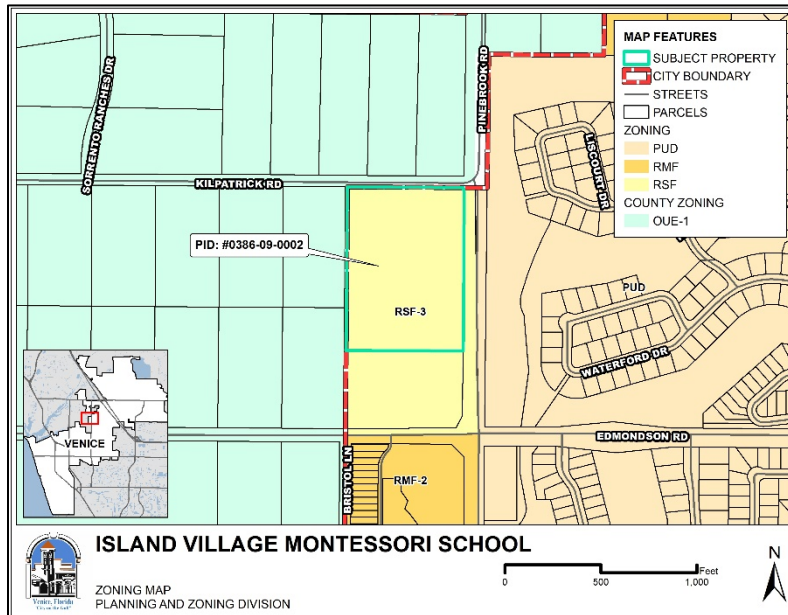 MAP FEATURES
SUBJECT PROPERTY
CITY BOUNDARY
STREETS
PARCELS
ZONING
PUD
RMF
RSF
COUNTY ZONING
OUE-1
SORRENTO RANCHES DR
PINEBROOK RD
LISCOURT DR
KILPATRICK RD
PID: #0386-09-0002
RSF-3
PUD
WATERFORD DR
VENICE
EDMONDSON RD
BRISTOL LN
RMF-2
ISLAND VILLAGE MONTESSORI SCHOOL
ZONING MAP
PLANNING AND ZONING DIVISION
Venice, Florida
0 500 1,000
Feet
N